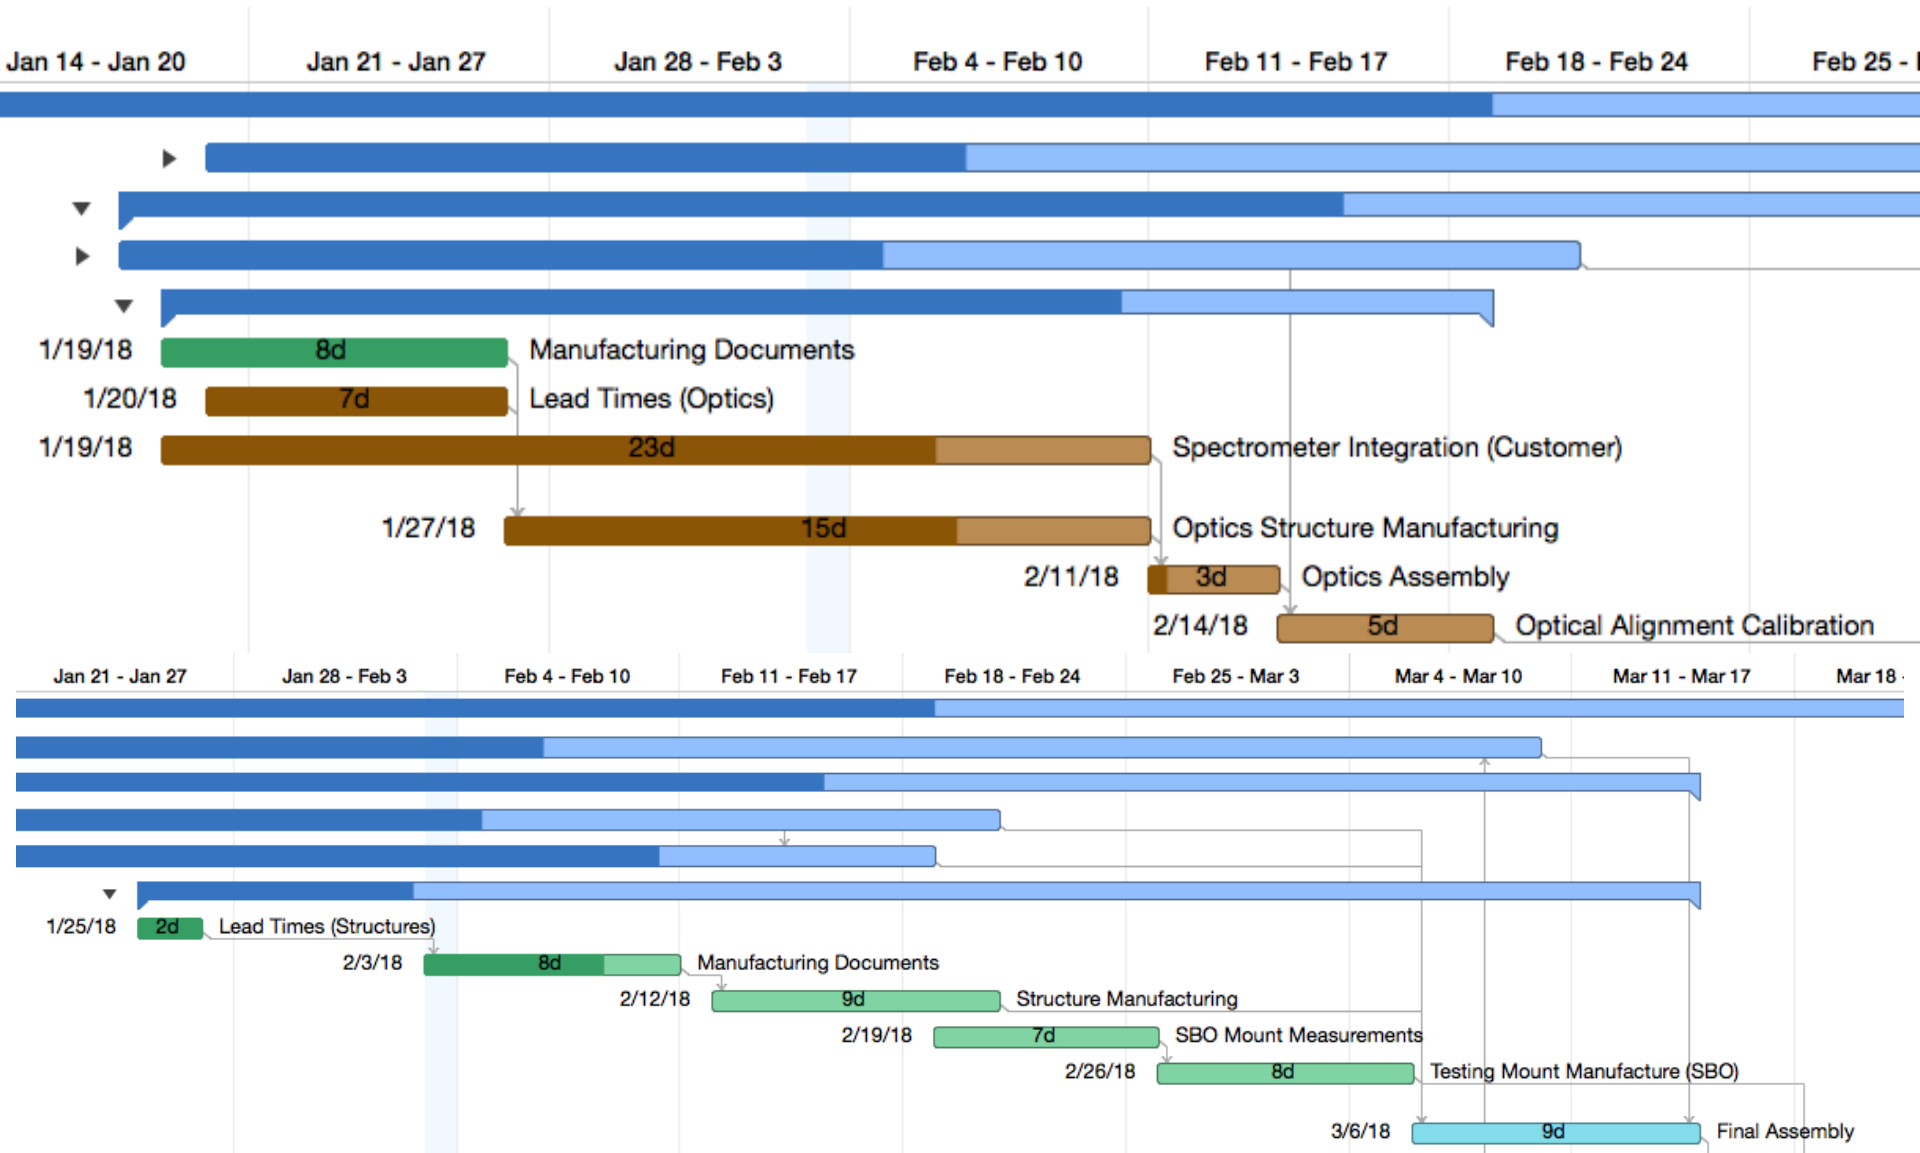 Jan 14 - Jan 20 Jan 21 - Jan 27 Jan 28 - Feb 3 Feb 4 - Feb 10 Feb 11 - Feb 17 Feb 18 - Feb 24 Feb 25 -
1/19/18 8d Manufacturing Documents
1/20/18 7d Lead Times (Optics)
1/19/18 23d Spectrometer Integration (Customer)
1/27/18 15d Optics Structure Manufacturing
2/11/18 3d Optics Assembly
2/14/18 5d Optical Alignment Calibration
Jan 21 - Jan 27 Jan 28 - Feb 3 Feb 4 - Feb 10 Feb 11 - Feb 17 Feb 18 - Feb 24 Feb 25 - Mar 3 Mar 4 - Mar 10 Mar 11 - Mar 17 Mar 18 -
1/25/18 2d Lead Times (Structures)
2/3/18 8d Manufacturing Documents
2/12/18 9d Structure Manufacturing
2/19/18 7d SBO Mount Measurements
2/26/18 8d Testing Mount Manufacture (SBO)
3/6/18 9d Final Assembly